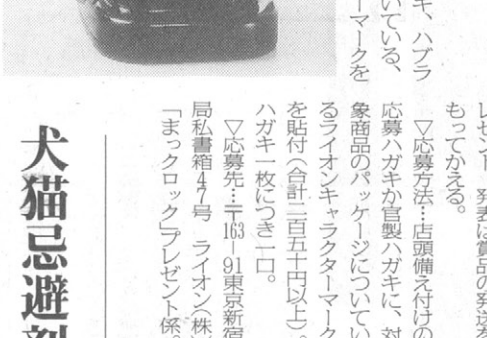 レゼント。発表は賞品の発送を
もってかえる。
▽応募方法…店頭備え付けの
応募ハガキか官製ハガキに、対
象商品のパッケージについてい
るライオンキャラクターマーク
を貼付(合計二百五十円以上)。
ハガキ一枚につき一口。
▽応募先…〒163―91東京新宿
局私書箱47号 ライオン(株)
「まっクロック」プレゼント係。
キ、ハブラ
いている、
ーマークを
犬猫忌避剤